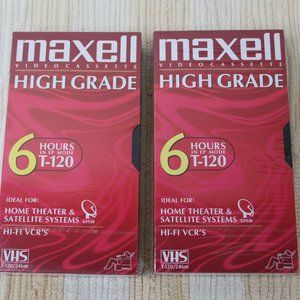 maxell
VIDEOCASSETTE
HIGH GRADE
6 HOURS
IN EP MODE
T-120
IDEAL FOR:
HOME THEATER &
SATELLITE SYSTEMS
DSS
HI-FI VCR'S
VHS
T-120/246m
maxell
VIDEOCASSETTE
HIGH GRADE
6 HOURS
IN EP MODE
T-120
IDEAL FOR:
HOME THEATER &
SATELLITE SYSTEMS
DSS
HI-FI VCR'S
VHS
T-120/246m